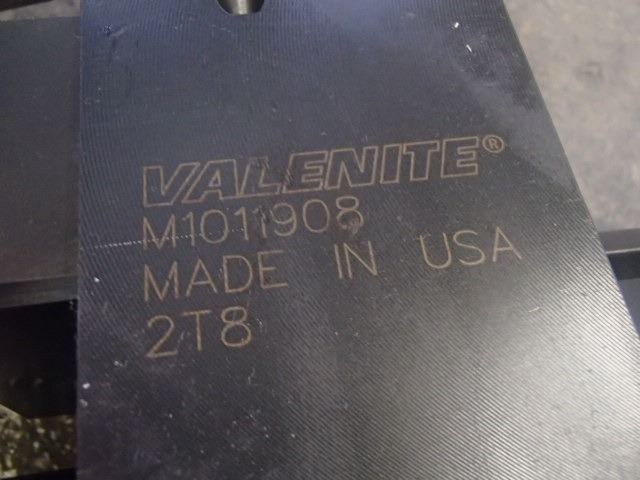 VALENITE®
M1011908
MADE IN USA
2T8